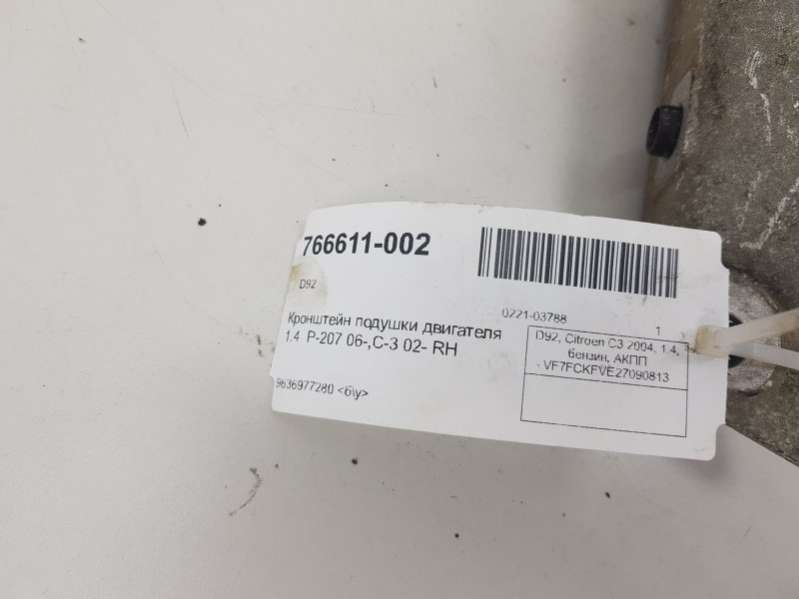 766611-002
D92
Кронштейн подушки двигателя
1.4 P-207 06-,C-3 02- RH
9636977280 <б\у>
0221-03788 1
D92, Citroen C3 2004, 1.4,
бензин, АКПП
- VF7FCKFVE27090813